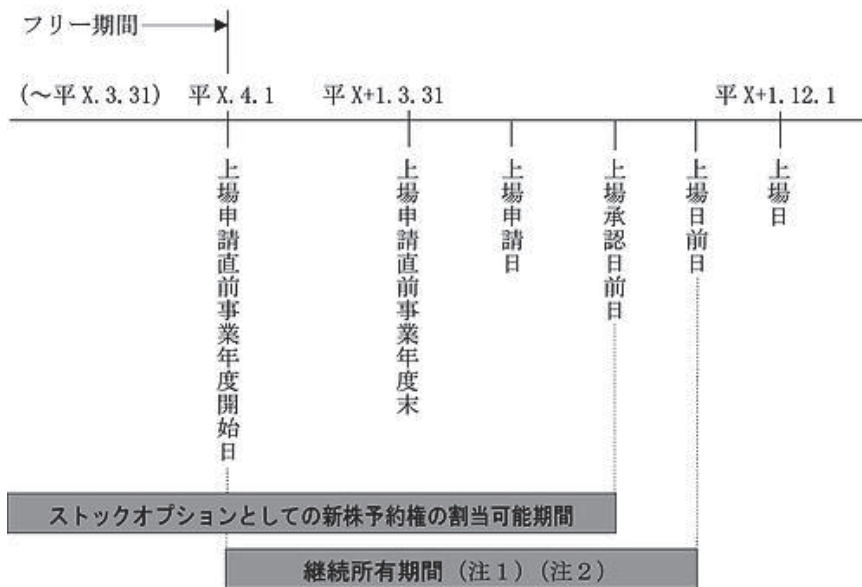 フリー期間
(～平X.3.31) 平X.4.1 平X+1.3.31 平X+1.12.1
上場申請直前事業年度開始日
上場申請直前事業年度末
上場申請日
上場承認日前日
上場日前日
上場日
ストックオプションとしての新株予約権の割当可能期間
継続所有期間（注１）（注２）